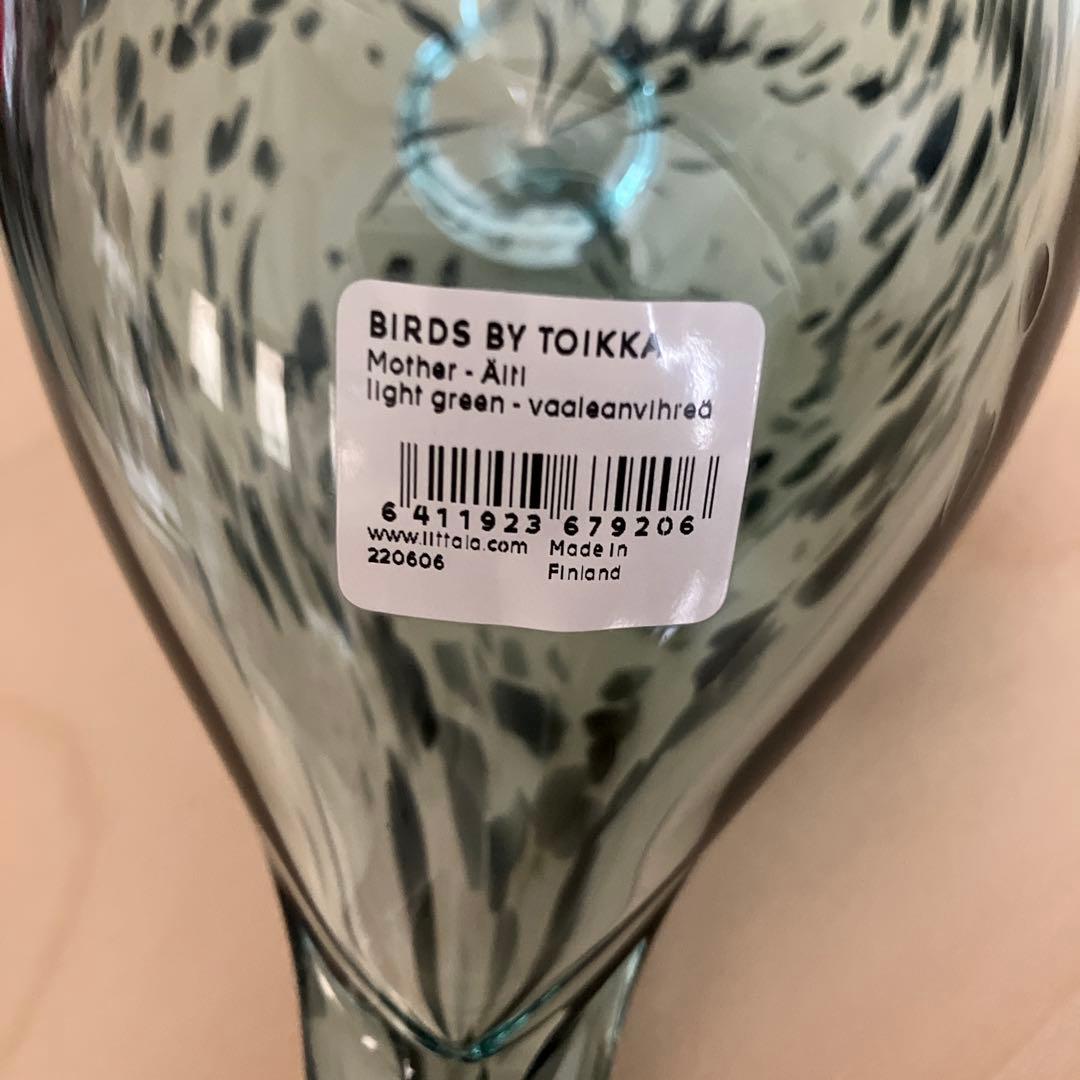 BIRDS BY TOIKKA
Mother - Äiti
light green - vaaleanvihreä
6 411923 679206
www.iittala.com Made in
220606 Finland